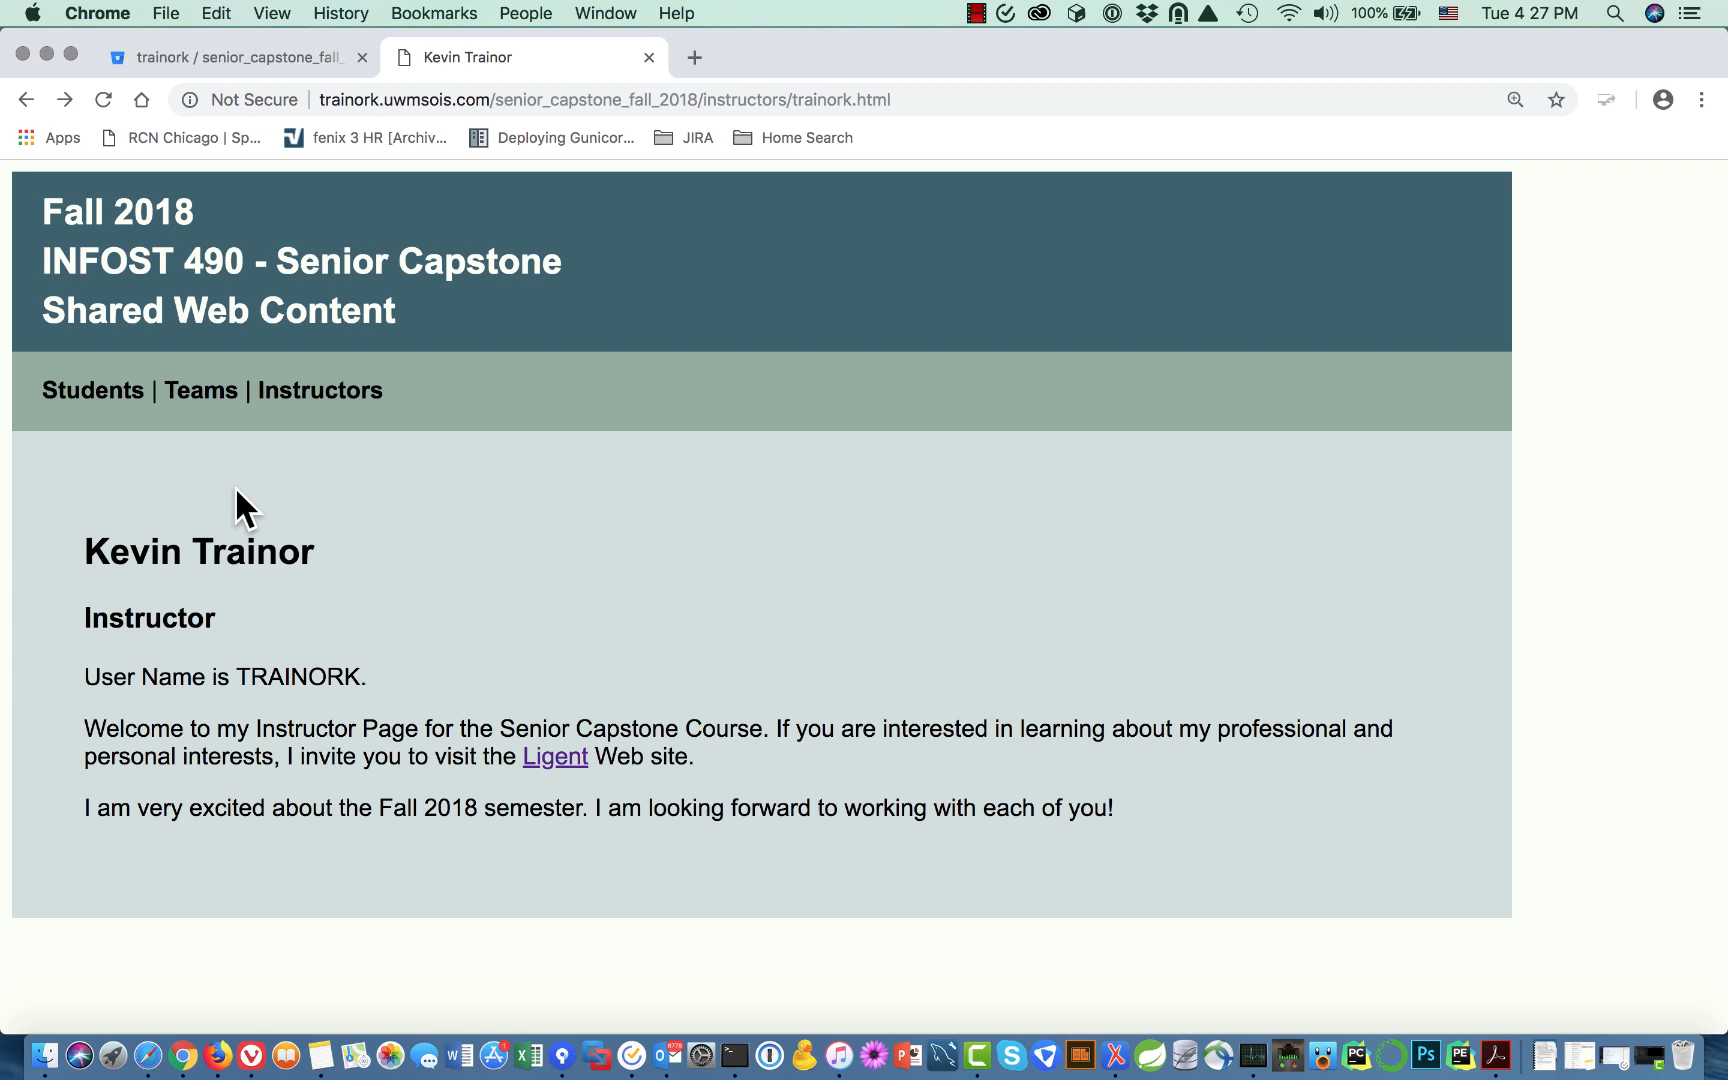 Chrome File Edit View History Bookmarks People Window Help 100% Tue 4 27 PM
trainork / senior_capstone_fall_ Kevin Trainor
Not Secure trainork.uwmsois.com/senior_capstone_fall_2018/instructors/trainork.html
Apps RCN Chicago | Sp... fenix 3 HR [Archiv... Deploying Gunicor... JIRA Home Search
Fall 2018
INFOST 490 - Senior Capstone
Shared Web Content
Students | Teams | Instructors
Kevin Trainor
Instructor
User Name is TRAINORK.
Welcome to my Instructor Page for the Senior Capstone Course. If you are interested in learning about my professional and
personal interests, I invite you to visit the Ligent Web site.
I am very excited about the Fall 2018 semester. I am looking forward to working with each of you!